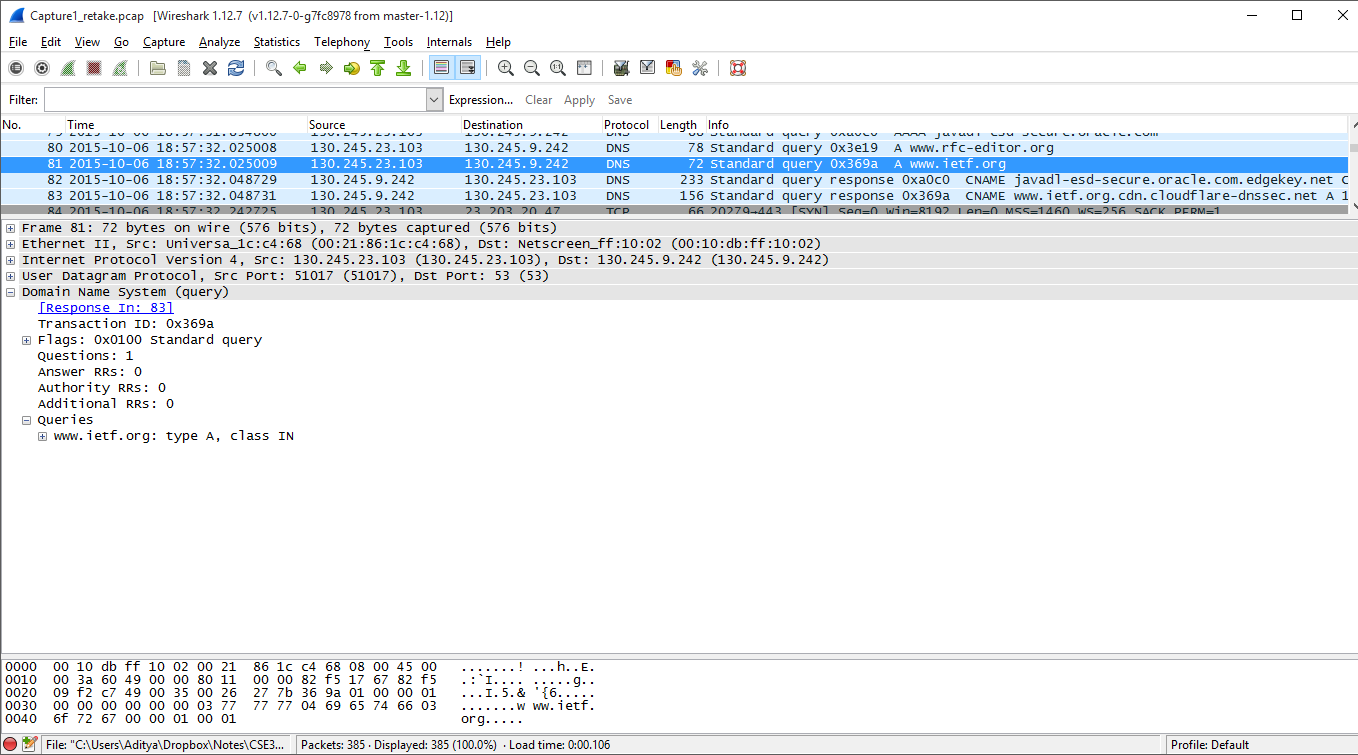 Capture1_retake.pcap [Wireshark 1.12.7 (v1.12.7-0-g7fc8978 from master-1.12)]
File Edit View Go Capture Analyze Statistics Telephony Tools Internals Help
Filter: Expression... Clear Apply Save
No. Time Source Destination Protocol Length Info
80 2015-10-06 18:57:32.025008 130.245.23.103 130.245.9.242 DNS 78 Standard query 0x3e19 A www.rfc-editor.org
81 2015-10-06 18:57:32.025009 130.245.23.103 130.245.9.242 DNS 72 Standard query 0x369a A www.ietf.org
82 2015-10-06 18:57:32.048729 130.245.9.242 130.245.23.103 DNS 233 Standard query response 0xa0c0 CNAME javadl-esd-secure.oracle.com.edgekey.net C
83 2015-10-06 18:57:32.048731 130.245.9.242 130.245.23.103 DNS 156 Standard query response 0x369a CNAME www.ietf.org.cdn.cloudflare-dnssec.net A 1
84 2015-10-06 18:57:32.242725 130.245.23.103 23.203.20.47 TCP 66 20279→443 [SYN] Seq=0 Win=8192 Len=0 MSS=1460 WS=256 SACK_PERM=1
Frame 81: 72 bytes on wire (576 bits), 72 bytes captured (576 bits)
Ethernet II, Src: Universa_1c:c4:68 (00:21:86:1c:c4:68), Dst: Netscreen_ff:10:02 (00:10:db:ff:10:02)
Internet Protocol Version 4, Src: 130.245.23.103 (130.245.23.103), Dst: 130.245.9.242 (130.245.9.242)
User Datagram Protocol, Src Port: 51017 (51017), Dst Port: 53 (53)
Domain Name System (query)
[Response In: 83]
Transaction ID: 0x369a
Flags: 0x0100 Standard query
Questions: 1
Answer RRs: 0
Authority RRs: 0
Additional RRs: 0
Queries
www.ietf.org: type A, class IN
0000 00 10 db ff 10 02 00 21 86 1c c4 68 08 00 45 00 .......! ...h..E.
0010 00 3a 60 49 00 00 80 11 00 00 82 f5 17 67 82 f5 .:`I.... .....g..
0020 09 f2 c7 49 00 35 00 26 27 7b 36 9a 01 00 00 01 ...I.5.& '{6.....
0030 00 00 00 00 00 00 03 77 77 77 04 69 65 74 66 03 .......w ww.ietf.
0040 6f 72 67 00 00 01 00 01 org.....
File: "C:\Users\Aditya\Dropbox\Notes\CSE3... Packets: 385 · Displayed: 385 (100.0%) · Load time: 0:00.106 Profile: Default